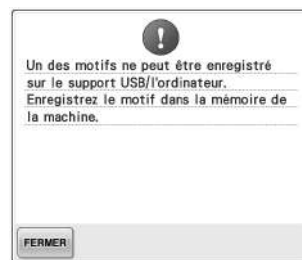 Un des motifs ne peut être enregistré
sur le support USB/l'ordinateur.
Enregistrez le motif dans la mémoire de
la machine.
FERMER